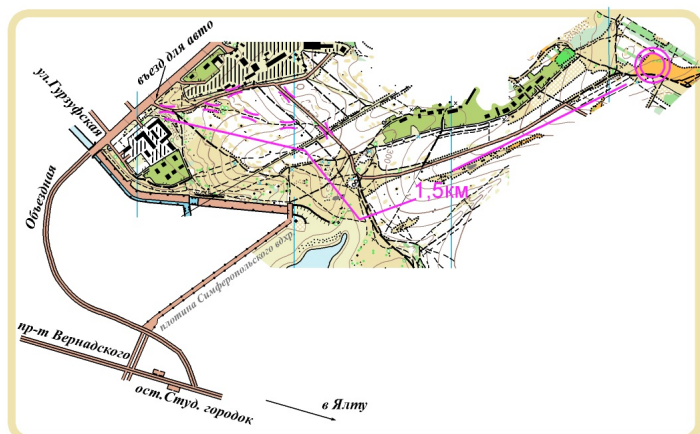 въезд для авто
ул.Гурзуфская
Объездная
1,5км
плотина Симферопольского вдхр.
пр-т Вернадского
ост.Студ. городок
в Ялту